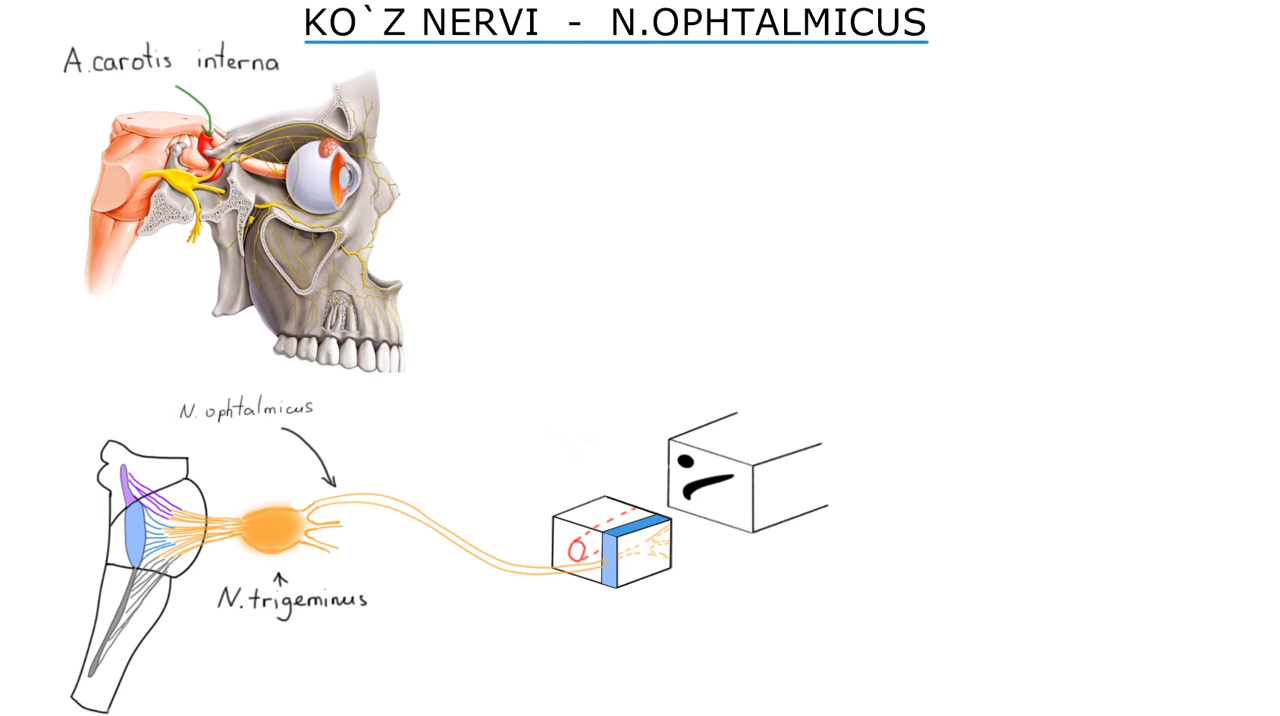 KO`Z NERVI - N.OPHTALMICUS
A.carotis interna
N. ophtalmicus
N.trigeminus